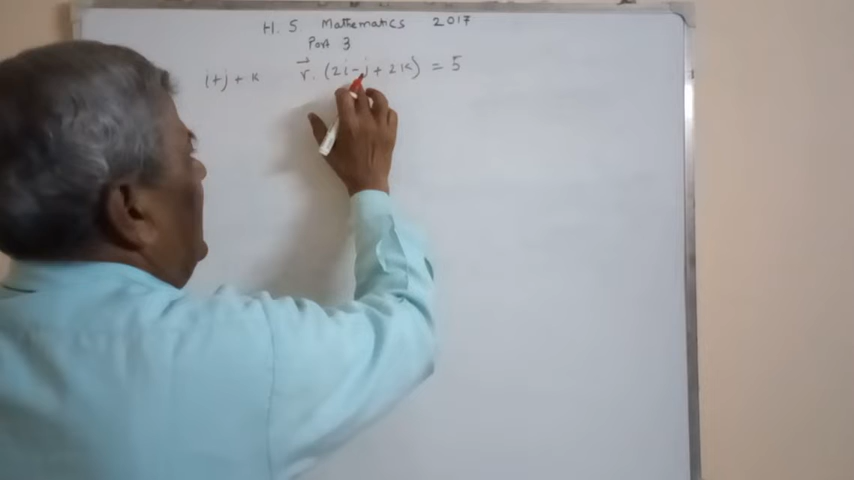 H. S Mathematics 2017
Part 3
i+j+k r⃗. (2i-j+2k) = 5